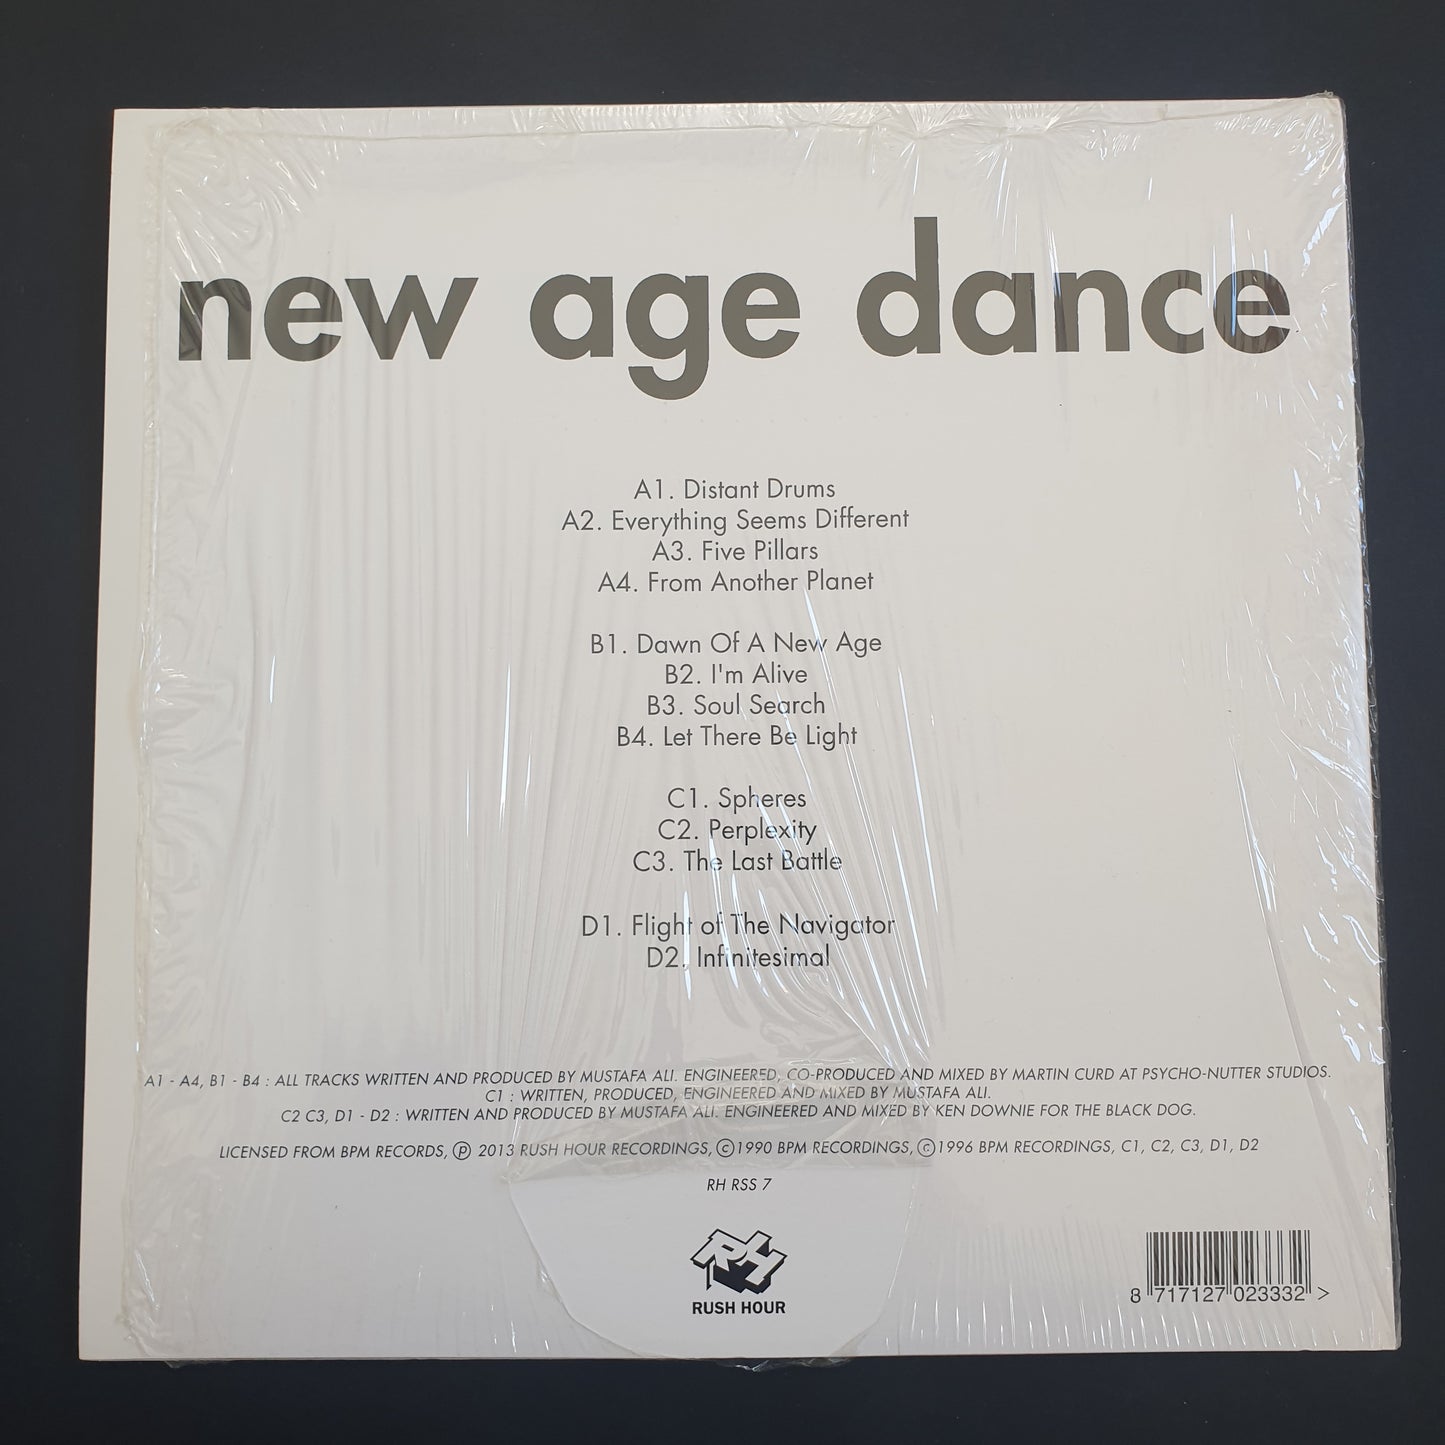 new age dance
A1. Distant Drums
A2. Everything Seems Different
A3. Five Pillars
A4. From Another Planet
B1. Dawn Of A New Age
B2. I'm Alive
B3. Soul Search
B4. Let There Be Light
C1. Spheres
C2. Perplexity
C3. The Last Battle
D1. Flight of The Navigator
D2. Infinitesimal
A1 - A4, B1 - B4 : ALL TRACKS WRITTEN AND PRODUCED BY MUSTAFA ALI. ENGINEERED, CO-PRODUCED AND MIXED BY MARTIN CURD AT PSYCHO-NUTTER STUDIOS.
C1 : WRITTEN, PRODUCED, ENGINEERED AND MIXED BY MUSTAFA ALI.
C2 C3, D1 - D2 : WRITTEN AND PRODUCED BY MUSTAFA ALI. ENGINEERED AND MIXED BY KEN DOWNIE FOR THE BLACK DOG.
LICENSED FROM BPM RECORDS, ℗ 2013 RUSH HOUR RECORDINGS, ©1990 BPM RECORDINGS, ©1996 BPM RECORDINGS, C1, C2, C3, D1, D2
RH RSS 7
RH
RUSH HOUR
8 717127 023332 >